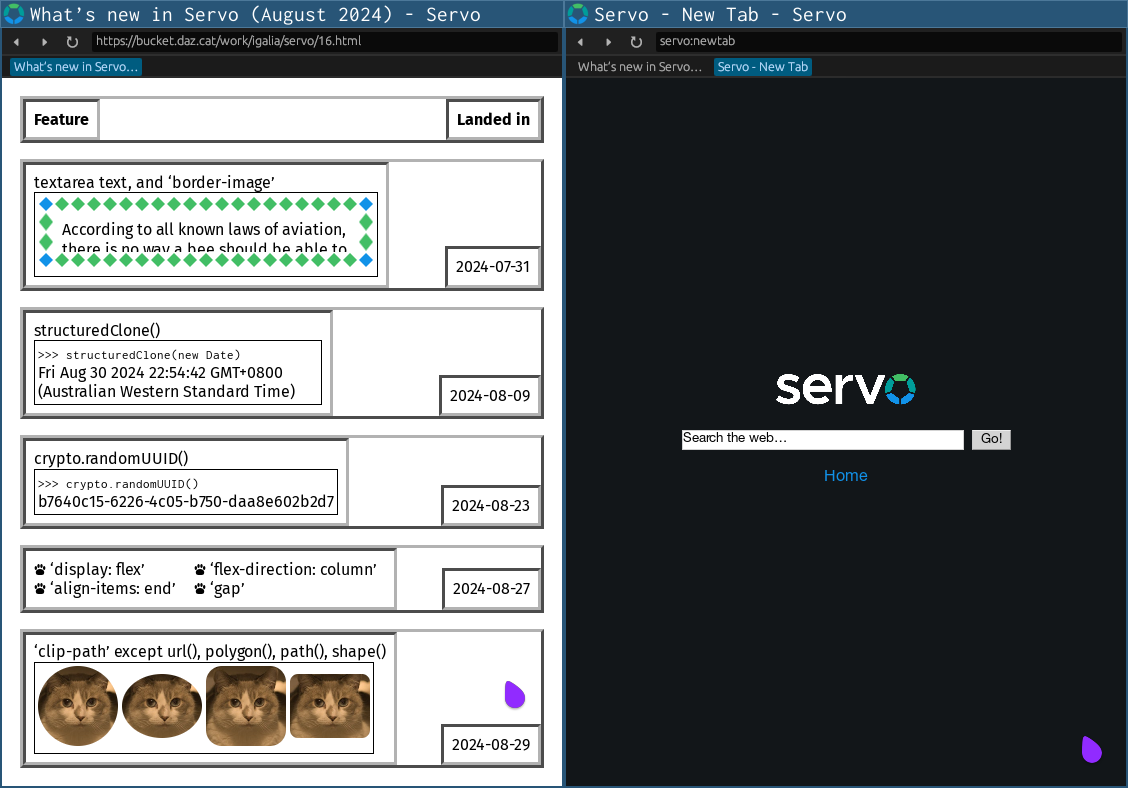 What's new in Servo (August 2024) - Servo
https://bucket.daz.cat/work/igalia/servo/16.html
What's new in Servo…
Feature
Landed in
textarea text, and ‘border-image’
According to all known laws of aviation,
there is no way a bee should be able to
2024-07-31
structuredClone()
>>> structuredClone(new Date)
Fri Aug 30 2024 22:54:42 GMT+0800
(Australian Western Standard Time)
2024-08-09
crypto.randomUUID()
>>> crypto.randomUUID()
b7640c15-6226-4c05-b750-daa8e602b2d7
2024-08-23
‘display: flex’
‘flex-direction: column’
‘align-items: end’
‘gap’
2024-08-27
‘clip-path’ except url(), polygon(), path(), shape()
2024-08-29
Servo - New Tab - Servo
servo:newtab
What's new in Servo…
Servo - New Tab
servo
Search the web…
Go!
Home